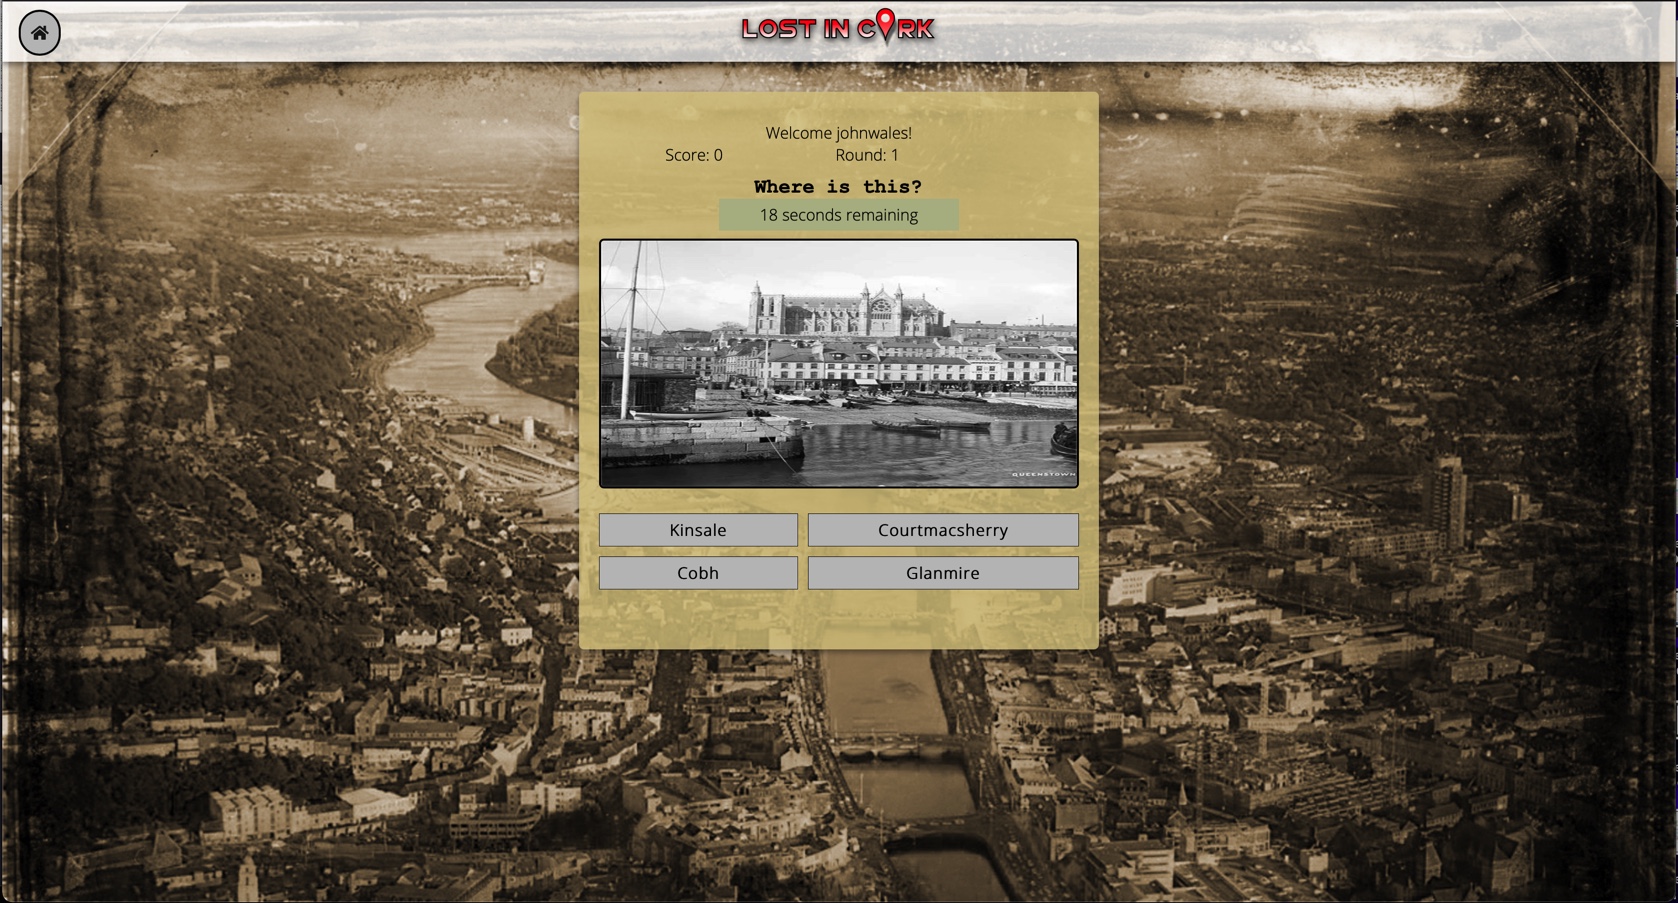 LOST IN CORK
Welcome johnwales!
Score: 0 Round: 1
Where is this?
18 seconds remaining
QUEENSTOWN
Kinsale Courtmacsherry
Cobh Glanmire